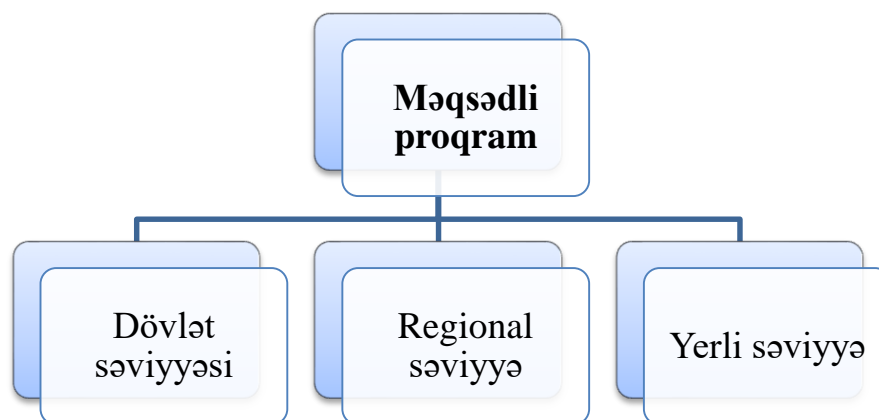 Məqsədli
proqram
Dövlət
səviyyəsi
Regional
səviyyə
Yerli səviyyə